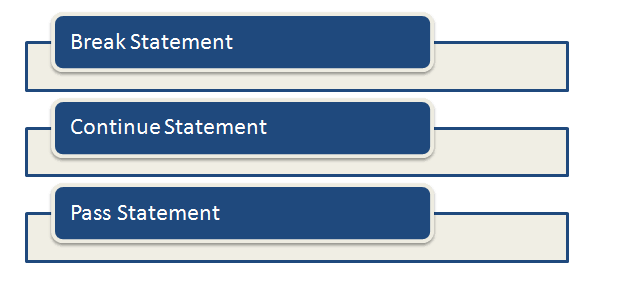 Break Statement
Continue Statement
Pass Statement